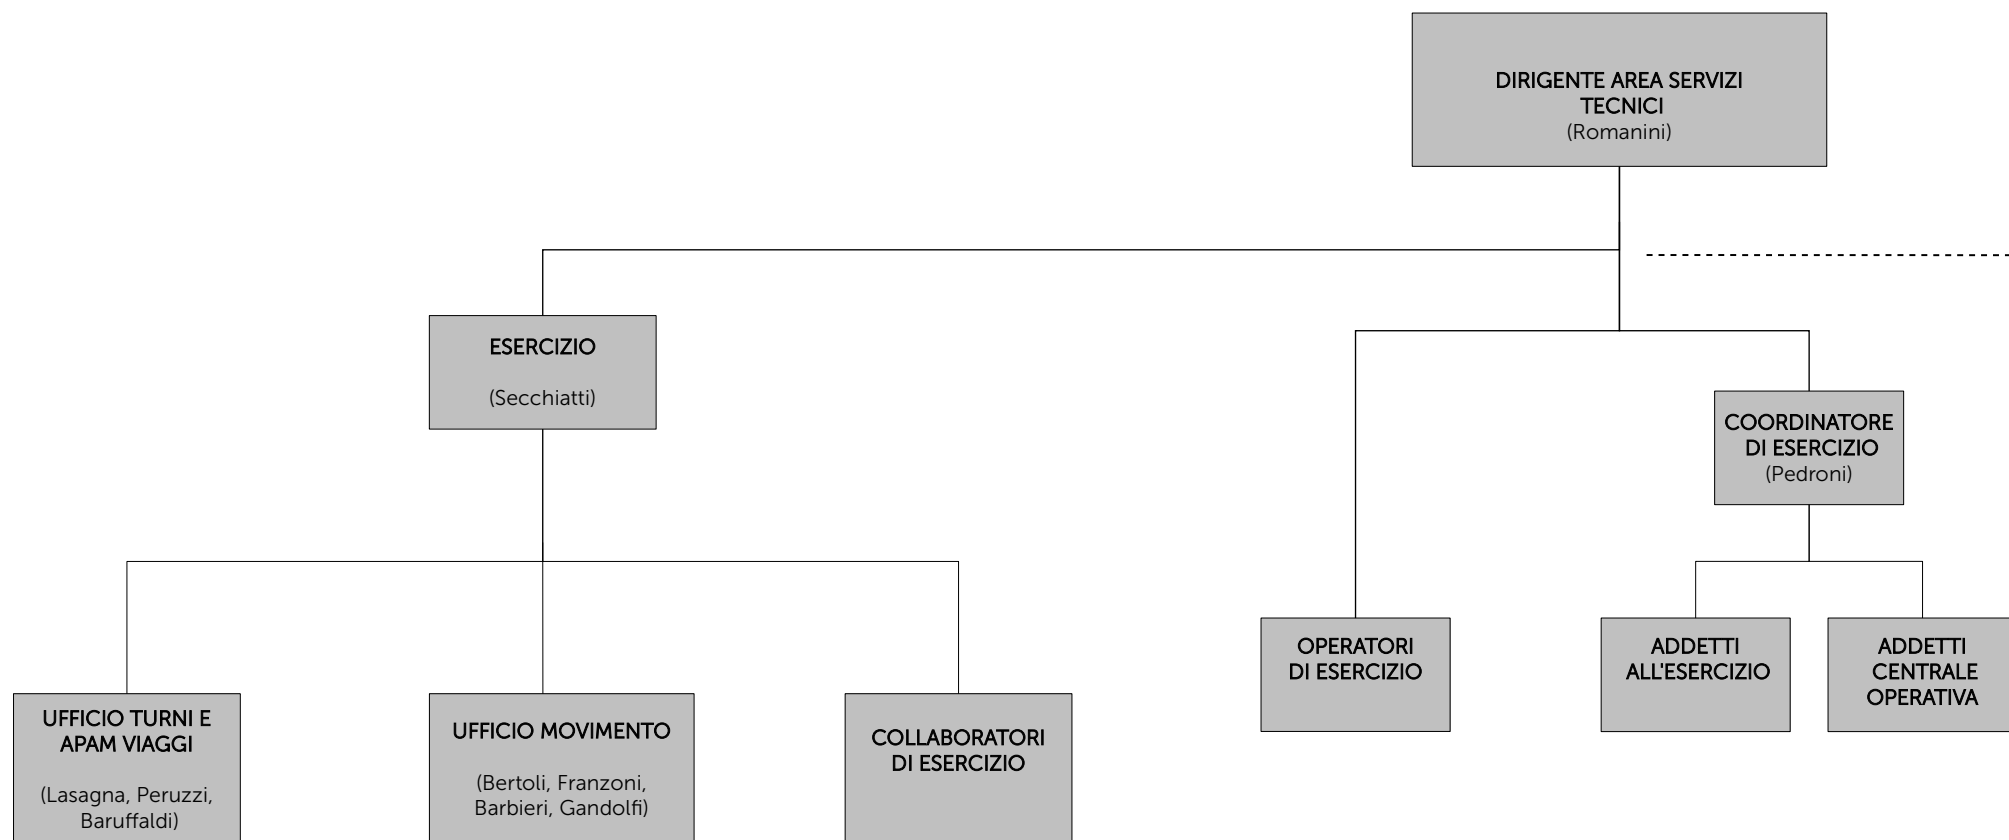 DIRIGENTE AREA SERVIZI
TECNICI
(Romanini)
ESERCIZIO
(Secchiatti)
COORDINATORE
DI ESERCIZIO
(Pedroni)
OPERATORI
DI ESERCIZIO
ADDETTI
ALL'ESERCIZIO
ADDETTI
CENTRALE
OPERATIVA
UFFICIO TURNI E
APAM VIAGGI
(Lasagna, Peruzzi,
Baruffaldi)
UFFICIO MOVIMENTO
(Bertoli, Franzoni,
Barbieri, Gandolfi)
COLLABORATORI
DI ESERCIZIO